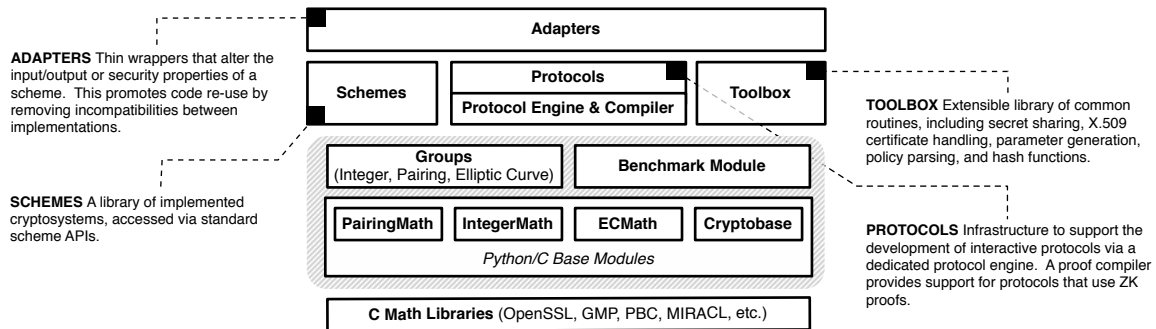 Adapters
ADAPTERS Thin wrappers that alter the
input/output or security properties of a
scheme. This promotes code re-use by
removing incompatibilities between
implementations.
Schemes
Protocols
Protocol Engine & Compiler
Toolbox
TOOLBOX Extensible library of common
routines, including secret sharing, X.509
certificate handling, parameter generation,
policy parsing, and hash functions.
Groups
(Integer, Pairing, Elliptic Curve)
Benchmark Module
SCHEMES A library of implemented
cryptosystems, accessed via standard
scheme APIs.
PairingMath
IntegerMath
ECMath
Cryptobase
Python/C Base Modules
PROTOCOLS Infrastructure to support the
development of interactive protocols via a
dedicated protocol engine. A proof compiler
provides support for protocols that use ZK
proofs.
C Math Libraries (OpenSSL, GMP, PBC, MIRACL, etc.)